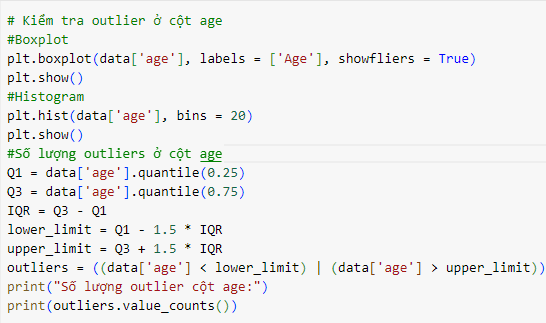 # Kiểm tra outlier ở cột age
#Boxplot
plt.boxplot(data['age'], labels = ['Age'], showfliers = True)
plt.show()
#Histogram
plt.hist(data['age'], bins = 20)
plt.show()
#Số lượng outliers ở cột age
Q1 = data['age'].quantile(0.25)
Q3 = data['age'].quantile(0.75)
IQR = Q3 - Q1
lower_limit = Q1 - 1.5 * IQR
upper_limit = Q3 + 1.5 * IQR
outliers = ((data['age'] < lower_limit) | (data['age'] > upper_limit))
print("Số lượng outlier cột age:")
print(outliers.value_counts())